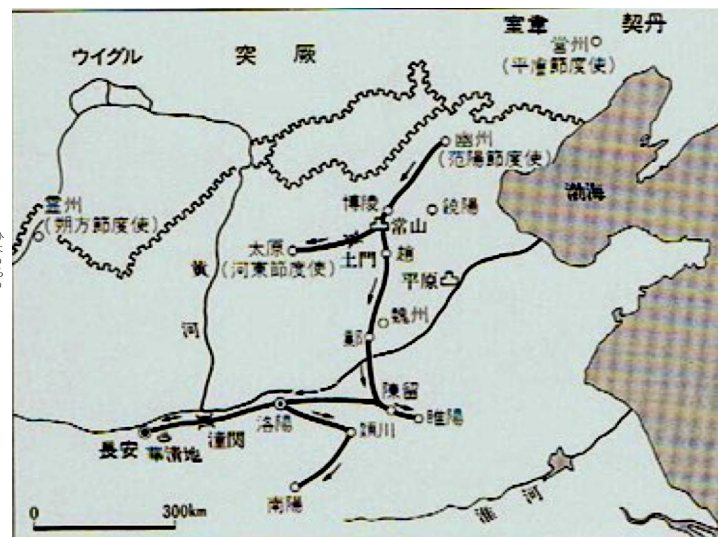 ウイグル
突厥
室韋
契丹
営州
(平盧節度使)
幽州
(范陽節度使)
渤海
霊州
(朔方節度使)
博陵
饒陽
常山
太原
(河東節度使)
土門
趙
平原
黄
河
魏州
鄴
陳留
睢陽
洛陽
潼関
長安
華清池
潁川
南陽
淮河
0
300km